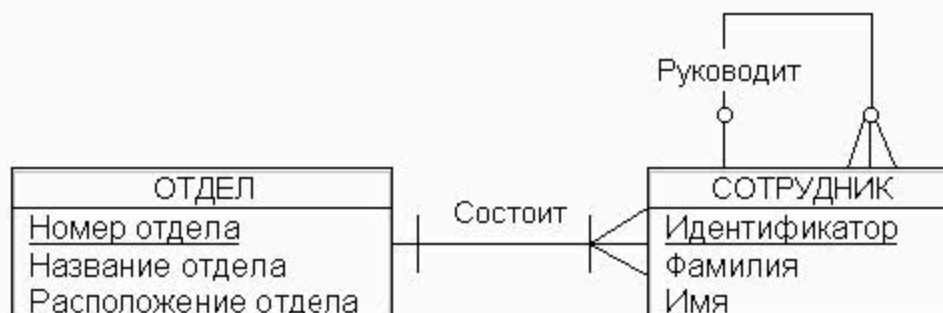 Руководит
ОТДЕЛ
Номер отдела
Название отдела
Расположение отдела
Состоит
СОТРУДНИК
Идентификатор
Фамилия
Имя